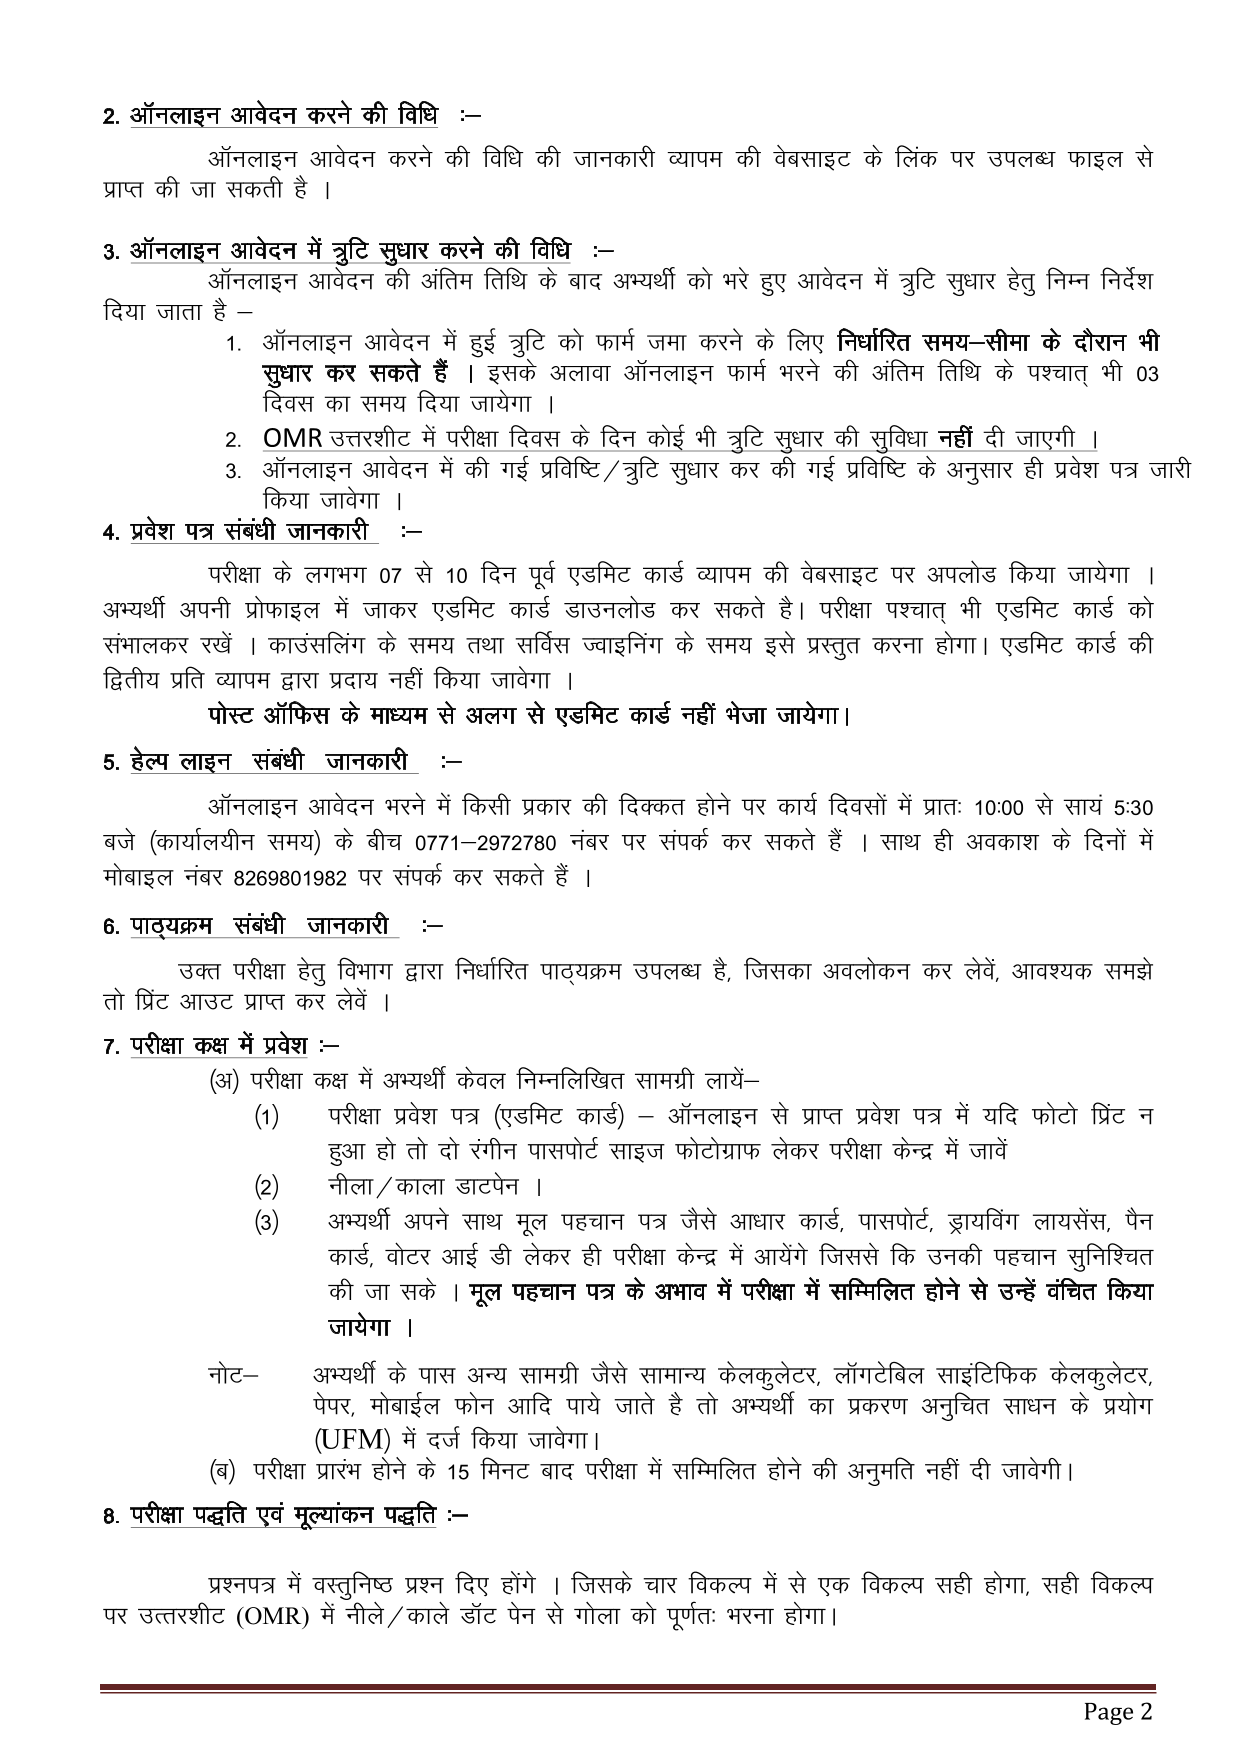 2. ऑनलाइन आवेदन करने की विधि :–
ऑनलाइन आवेदन करने की विधि की जानकारी व्यापम की वेबसाइट के लिंक पर उपलब्ध फाइल से
प्राप्त की जा सकती है ।
3. ऑनलाइन आवेदन में त्रुटि सुधार करने की विधि :–
ऑनलाइन आवेदन की अंतिम तिथि के बाद अभ्यर्थी को भरे हुए आवेदन में त्रुटि सुधार हेतु निम्न निर्देश
दिया जाता है –
1. ऑनलाइन आवेदन में हुई त्रुटि को फार्म जमा करने के लिए निर्धारित समय–सीमा के दौरान भी
सुधार कर सकते हैं । इसके अलावा ऑनलाइन फार्म भरने की अंतिम तिथि के पश्चात् भी 03
दिवस का समय दिया जायेगा ।
2. OMR उत्तरशीट में परीक्षा दिवस के दिन कोई भी त्रुटि सुधार की सुविधा नहीं दी जाएगी ।
3. ऑनलाइन आवेदन में की गई प्रविष्टि/त्रुटि सुधार कर की गई प्रविष्टि के अनुसार ही प्रवेश पत्र जारी
किया जावेगा ।
4. प्रवेश पत्र संबंधी जानकारी :–
परीक्षा के लगभग 07 से 10 दिन पूर्व एडमिट कार्ड व्यापम की वेबसाइट पर अपलोड किया जायेगा ।
अभ्यर्थी अपनी प्रोफाइल में जाकर एडमिट कार्ड डाउनलोड कर सकते है। परीक्षा पश्चात् भी एडमिट कार्ड को
संभालकर रखें । काउंसलिंग के समय तथा सर्विस ज्वाइनिंग के समय इसे प्रस्तुत करना होगा। एडमिट कार्ड की
द्वितीय प्रति व्यापम द्वारा प्रदाय नहीं किया जावेगा ।
पोस्ट ऑफिस के माध्यम से अलग से एडमिट कार्ड नहीं भेजा जायेगा।
5. हेल्प लाइन संबंधी जानकारी :–
ऑनलाइन आवेदन भरने में किसी प्रकार की दिक्कत होने पर कार्य दिवसों में प्रातः 10:00 से सायं 5:30
बजे (कार्यालयीन समय) के बीच 0771–2972780 नंबर पर संपर्क कर सकते हैं । साथ ही अवकाश के दिनों में
मोबाइल नंबर 8269801982 पर संपर्क कर सकते हैं ।
6. पाठ्यक्रम संबंधी जानकारी :–
उक्त परीक्षा हेतु विभाग द्वारा निर्धारित पाठ्यक्रम उपलब्ध है, जिसका अवलोकन कर लेवें, आवश्यक समझे
तो प्रिंट आउट प्राप्त कर लेवें ।
7. परीक्षा कक्ष में प्रवेश :–
(अ) परीक्षा कक्ष में अभ्यर्थी केवल निम्नलिखित सामग्री लायें–
(1) परीक्षा प्रवेश पत्र (एडमिट कार्ड) – ऑनलाइन से प्राप्त प्रवेश पत्र में यदि फोटो प्रिंट न
हुआ हो तो दो रंगीन पासपोर्ट साइज फोटोग्राफ लेकर परीक्षा केन्द्र में जावें
(2) नीला/काला डाटपेन ।
(3) अभ्यर्थी अपने साथ मूल पहचान पत्र जैसे आधार कार्ड, पासपोर्ट, ड्रायविंग लायसेंस, पैन
कार्ड, वोटर आई डी लेकर ही परीक्षा केन्द्र में आयेंगे जिससे कि उनकी पहचान सुनिश्चित
की जा सके । मूल पहचान पत्र के अभाव में परीक्षा में सम्मिलित होने से उन्हें वंचित किया
जायेगा ।
नोट– अभ्यर्थी के पास अन्य सामग्री जैसे सामान्य केलकुलेटर, लॉगटेबिल साइंटिफिक केलकुलेटर,
पेपर, मोबाईल फोन आदि पाये जाते है तो अभ्यर्थी का प्रकरण अनुचित साधन के प्रयोग
(UFM) में दर्ज किया जावेगा।
(ब) परीक्षा प्रारंभ होने के 15 मिनट बाद परीक्षा में सम्मिलित होने की अनुमति नहीं दी जावेगी।
8. परीक्षा पद्धति एवं मूल्यांकन पद्धति :–
प्रश्नपत्र में वस्तुनिष्ठ प्रश्न दिए होंगे । जिसके चार विकल्प में से एक विकल्प सही होगा, सही विकल्प
पर उत्तरशीट (OMR) में नीले/काले डॉट पेन से गोला को पूर्णतः भरना होगा।
Page 2